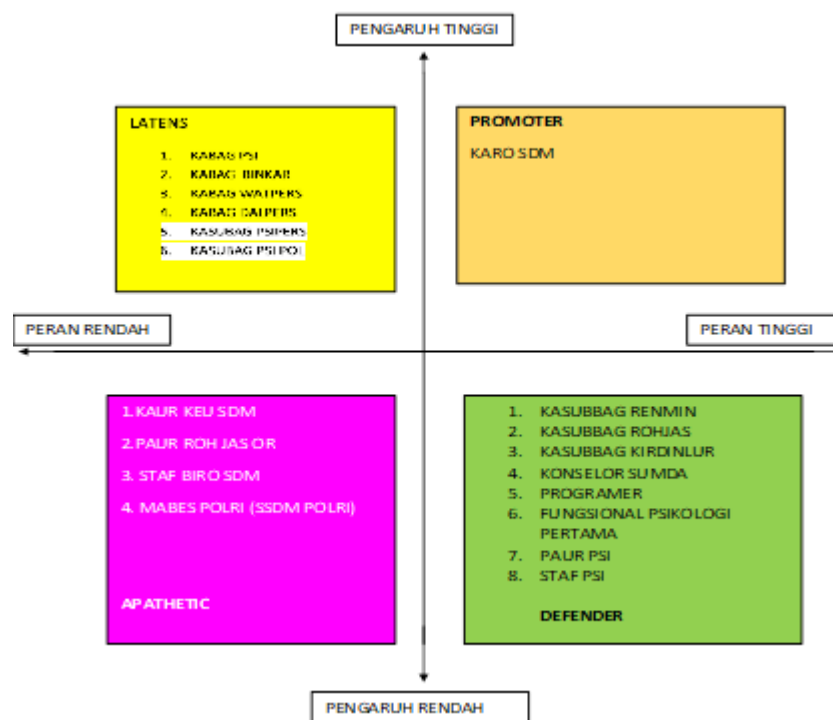 PENGARUH TINGGI
LATENS
1. KABAG PSI
2. KABAG BINKAR
3. KABAG WATPERS
4. KABAG DALPERS
5. KASUBAG PSIPERS
6. KASUBAG PSIPOL
PROMOTER
KARO SDM
PERAN RENDAH
PERAN TINGGI
1.KAUR KEU SDM
2.PAUR ROH JAS OR
3. STAF BIRO SDM
4. MABES POLRI (SSDM POLRI)
APATHETIC
1. KASUBBAG RENMIN
2. KASUBBAG ROHJAS
3. KASUBBAG KIRDINLUR
4. KONSELOR SUMDA
5. PROGRAMER
6. FUNGSIONAL PSIKOLOGI
PERTAMA
7. PAUR PSI
8. STAF PSI
DEFENDER
PENGARUH RENDAH